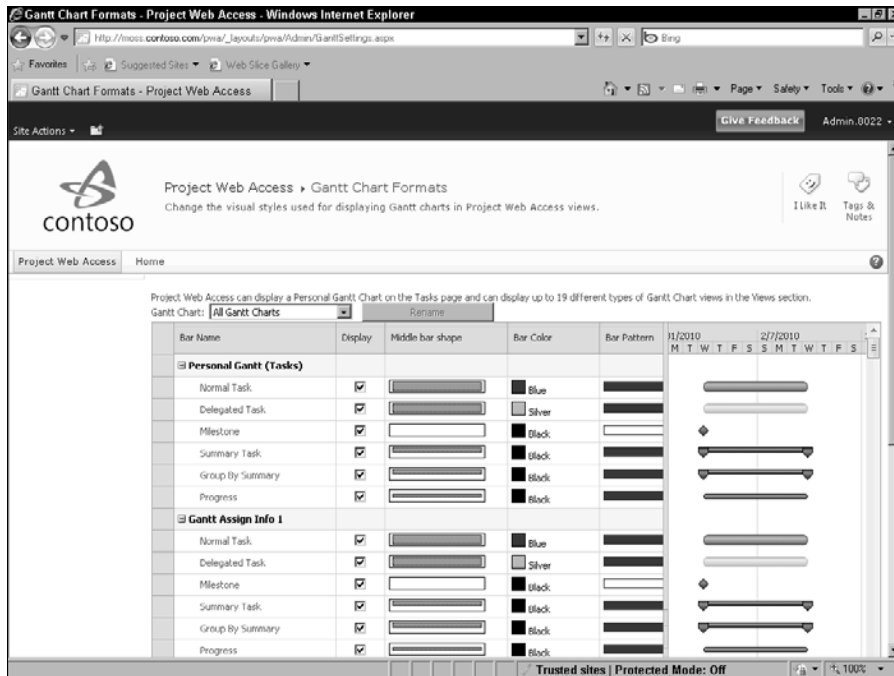 Gantt Chart Formats - Project Web Access - Windows Internet Explorer
http://moss.contoso.com/pwa/_layouts/pwa/Admin/GanttSettings.aspx
Bing
Favorites Suggested Sites Web Slice Gallery
Gantt Chart Formats - Project Web Access
Page Safety Tools
Site Actions
Give Feedback
Admin.8022
contoso
Project Web Access Gantt Chart Formats
Change the visual styles used for displaying Gantt charts in Project Web Access views.
I Like It
Tags & Notes
Project Web Access Home
Project Web Access can display a Personal Gantt Chart on the Tasks page and can display up to 19 different types of Gantt Chart views in the Views section.
Gantt Chart: All Gantt Charts Rename
Bar Name Display Middle bar shape Bar Color Bar Pattern 31/2010 2/7/2010
M T W T F S S M T W T F S
Personal Gantt (Tasks)
Normal Task Blue
Delegated Task Silver
Milestone Black
Summary Task Black
Group By Summary Black
Progress Black
Gantt Assign Info 1
Normal Task Blue
Delegated Task Silver
Milestone Black
Summary Task Black
Group By Summary Black
Progress Black
Trusted sites | Protected Mode: Off
100%